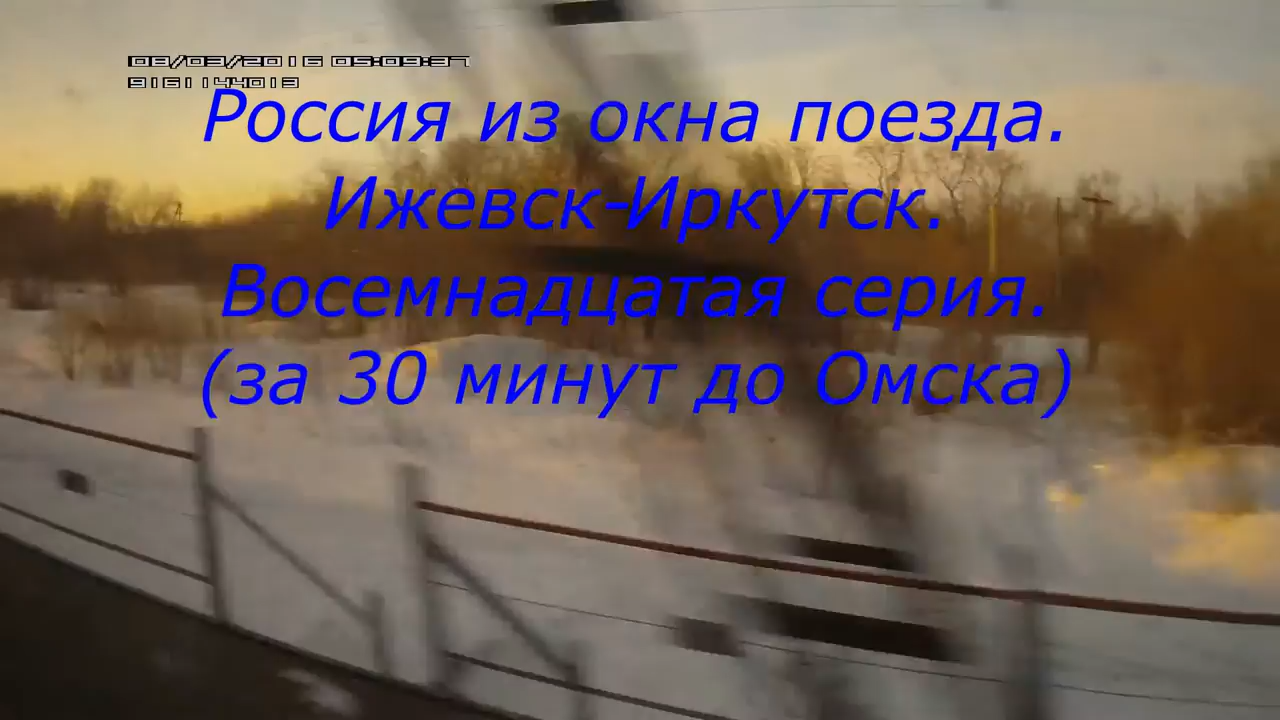 08/03/2016 05:09:37
9161144013
Россия из окна поезда.
Ижевск-Иркутск.
Восемнадцатая серия.
(за 30 минут до Омска)